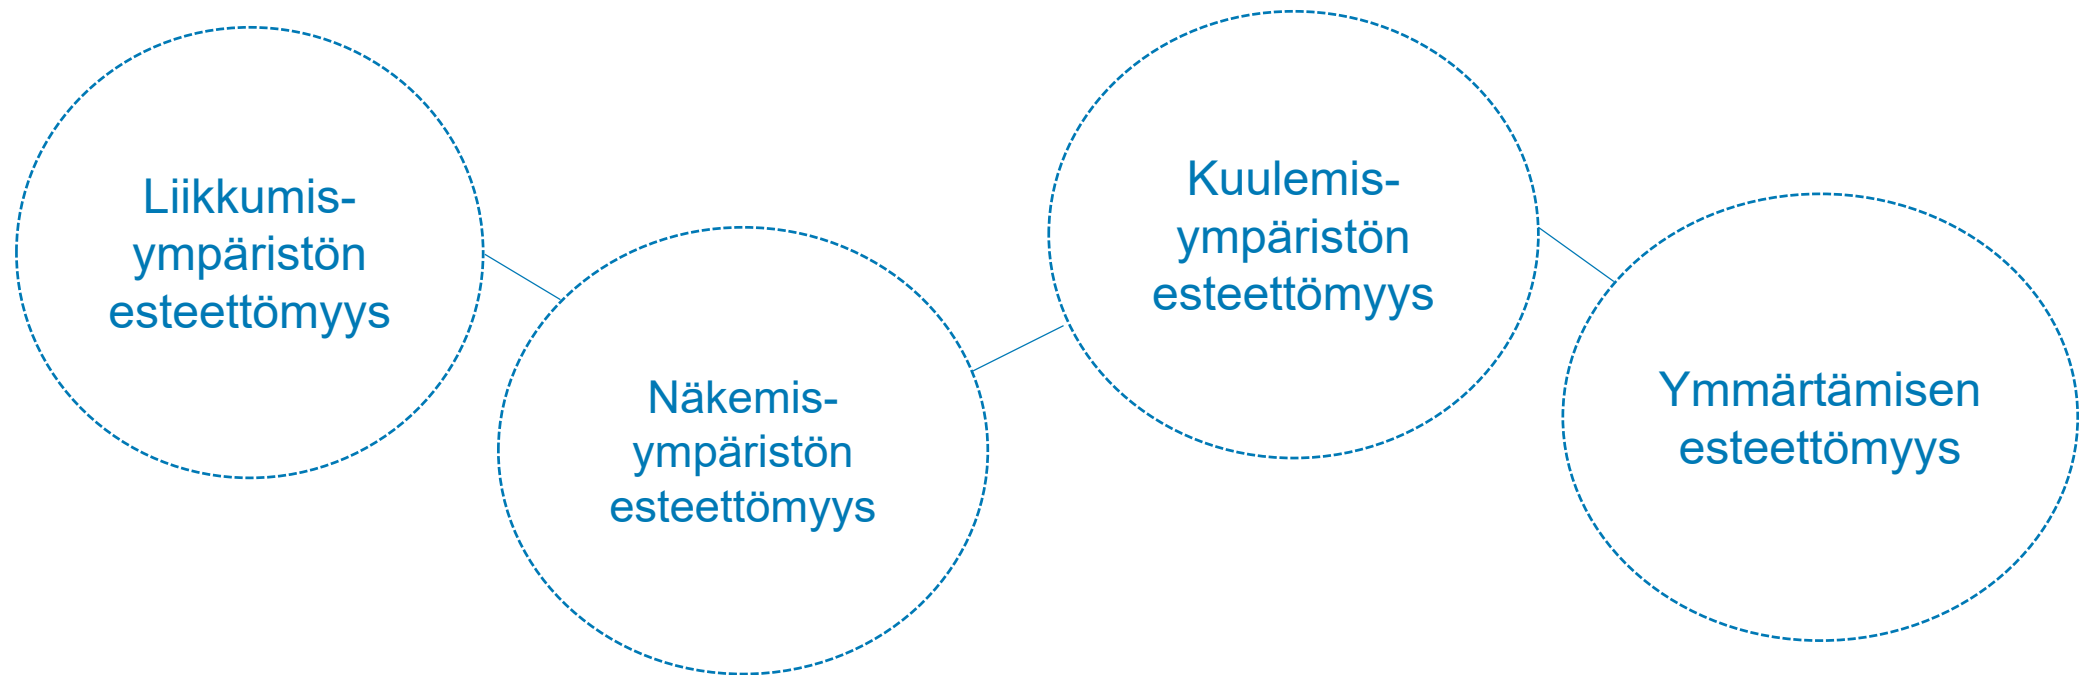 Liikkumis-
ympäristön
esteettömyys
Näkemis-
ympäristön
esteettömyys
Kuulemis-
ympäristön
esteettömyys
Ymmärtämisen
esteettömyys